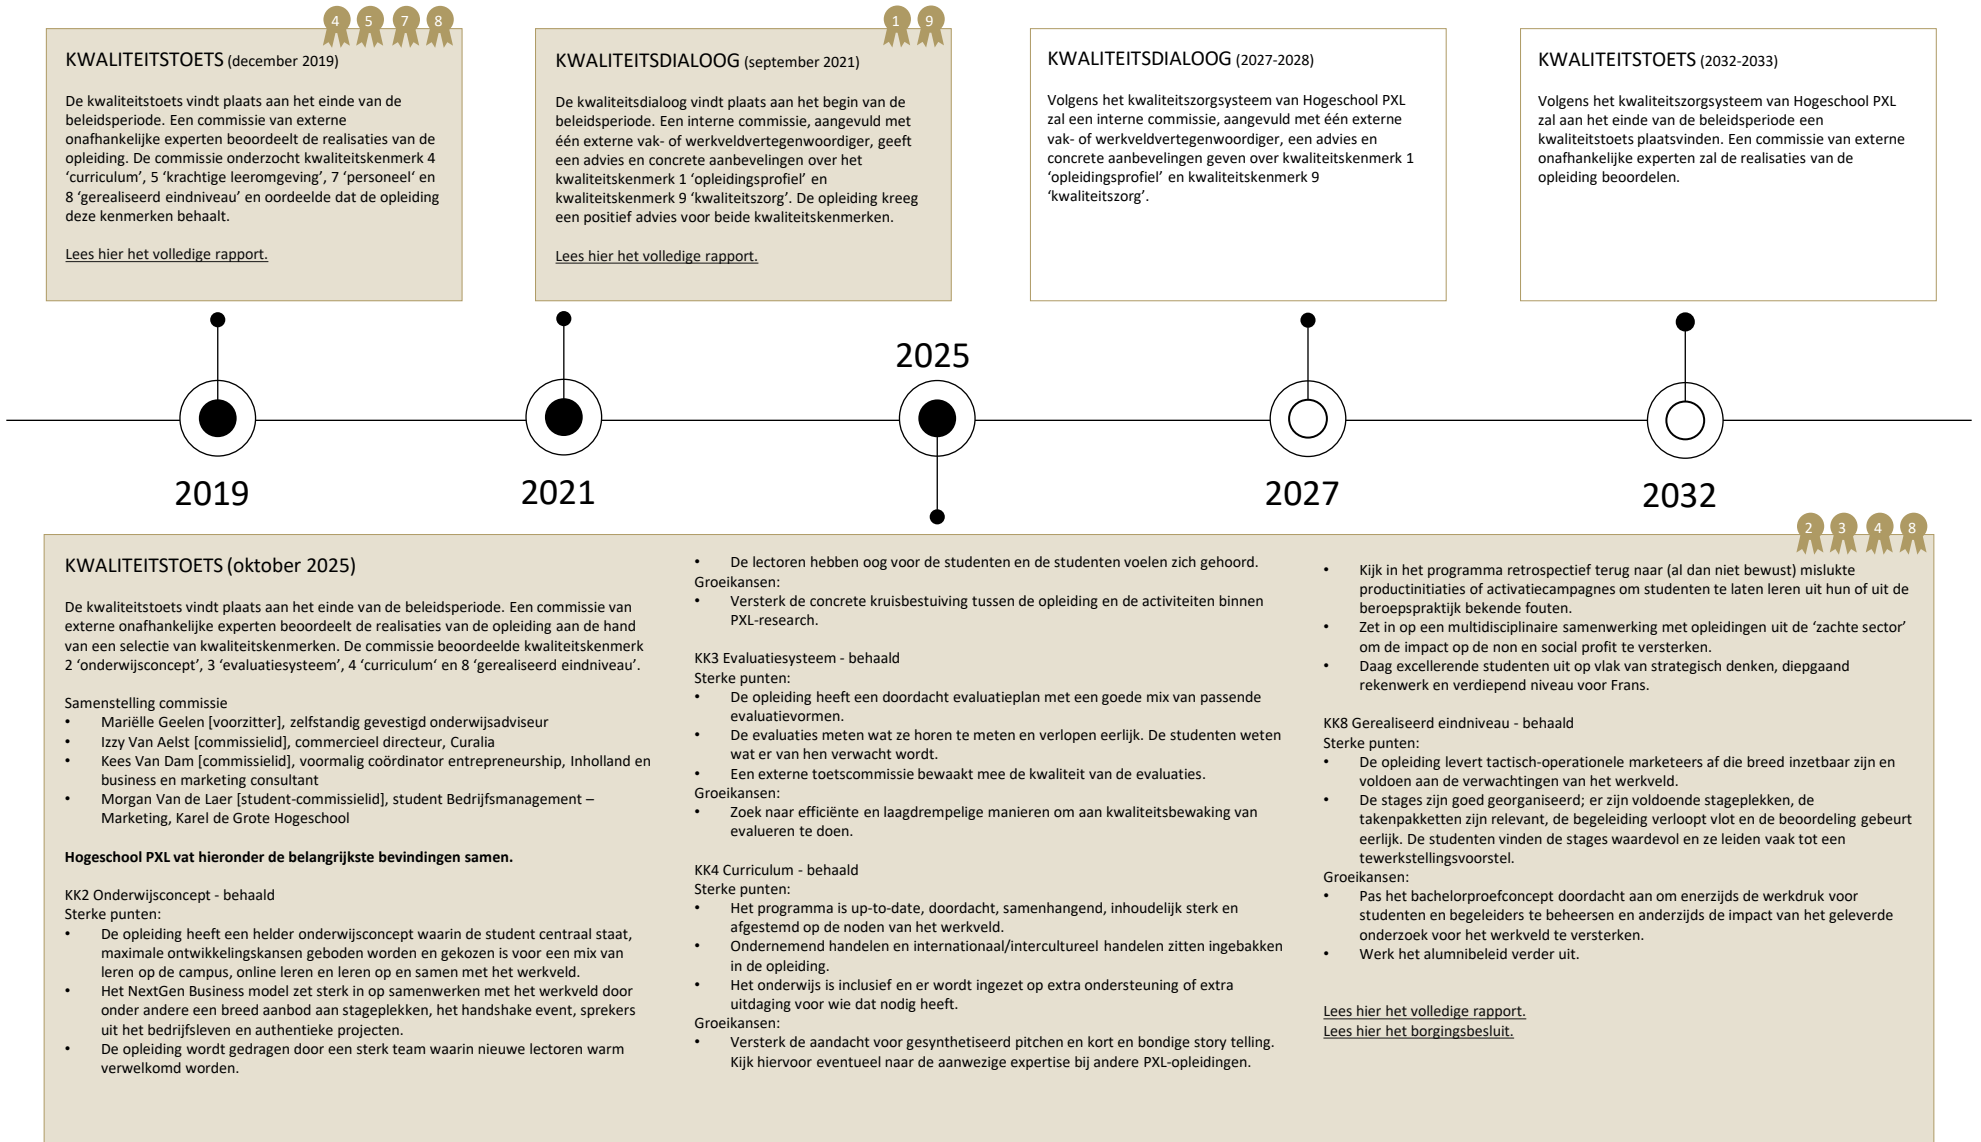 4 5 7 8
KWALITEITSTOETS (december 2019)
De kwaliteitstoets vindt plaats aan het einde van de
beleidsperiode. Een commissie van externe
onafhankelijke experten beoordeelt de realisaties van de
opleiding. De commissie onderzocht kwaliteitskenmerk 4
‘curriculum’, 5 ‘krachtige leeromgeving’, 7 ‘personeel‘ en
8 ‘gerealiseerd eindniveau’ en oordeelde dat de opleiding
deze kenmerken behaalt.
Lees hier het volledige rapport.
1 9
KWALITEITSDIALOOG (september 2021)
De kwaliteitsdialoog vindt plaats aan het begin van de
beleidsperiode. Een interne commissie, aangevuld met
één externe vak- of werkveldvertegenwoordiger, geeft
een advies en concrete aanbevelingen over het
kwaliteitskenmerk 1 ‘opleidingsprofiel’ en
kwaliteitskenmerk 9 ‘kwaliteitszorg’. De opleiding kreeg
een positief advies voor beide kwaliteitskenmerken.
Lees hier het volledige rapport.
KWALITEITSDIALOOG (2027-2028)
Volgens het kwaliteitszorgsysteem van Hogeschool PXL
zal een interne commissie, aangevuld met één externe
vak- of werkveldvertegenwoordiger, een advies en
concrete aanbevelingen geven over kwaliteitskenmerk 1
‘opleidingsprofiel’ en kwaliteitskenmerk 9
‘kwaliteitszorg’.
KWALITEITSTOETS (2032-2033)
Volgens het kwaliteitszorgsysteem van Hogeschool PXL
zal aan het einde van de beleidsperiode een
kwaliteitstoets plaatsvinden. Een commissie van externe
onafhankelijke experten zal de realisaties van de
opleiding beoordelen.
2019
2021
2025
2027
2032
2 3 4 8
KWALITEITSTOETS (oktober 2025)
De kwaliteitstoets vindt plaats aan het einde van de beleidsperiode. Een commissie van
externe onafhankelijke experten beoordeelt de realisaties van de opleiding aan de hand
van een selectie van kwaliteitskenmerken. De commissie beoordeelde kwaliteitskenmerk
2 ‘onderwijsconcept’, 3 ‘evaluatiesysteem’, 4 ‘curriculum‘ en 8 ‘gerealiseerd eindniveau’.
Samenstelling commissie
• Mariëlle Geelen [voorzitter], zelfstandig gevestigd onderwijsadviseur
• Izzy Van Aelst [commissielid], commercieel directeur, Curalia
• Kees Van Dam [commissielid], voormalig coördinator entrepreneurship, Inholland en
business en marketing consultant
• Morgan Van de Laer [student-commissielid], student Bedrijfsmanagement –
Marketing, Karel de Grote Hogeschool
Hogeschool PXL vat hieronder de belangrijkste bevindingen samen.
KK2 Onderwijsconcept - behaald
Sterke punten:
• De opleiding heeft een helder onderwijsconcept waarin de student centraal staat,
maximale ontwikkelingskansen geboden worden en gekozen is voor een mix van
leren op de campus, online leren en leren op en samen met het werkveld.
• Het NextGen Business model zet sterk in op samenwerken met het werkveld door
onder andere een breed aanbod aan stageplekken, het handshake event, sprekers
uit het bedrijfsleven en authentieke projecten.
• De opleiding wordt gedragen door een sterk team waarin nieuwe lectoren warm
verwelkomd worden.
• De lectoren hebben oog voor de studenten en de studenten voelen zich gehoord.
Groeikansen:
• Versterk de concrete kruisbestuiving tussen de opleiding en de activiteiten binnen
PXL-research.
KK3 Evaluatiesysteem - behaald
Sterke punten:
• De opleiding heeft een doordacht evaluatieplan met een goede mix van passende
evaluatievormen.
• De evaluaties meten wat ze horen te meten en verlopen eerlijk. De studenten weten
wat er van hen verwacht wordt.
• Een externe toetscommissie bewaakt mee de kwaliteit van de evaluaties.
Groeikansen:
• Zoek naar efficiënte en laagdrempelige manieren om aan kwaliteitsbewaking van
evalueren te doen.
KK4 Curriculum - behaald
Sterke punten:
• Het programma is up-to-date, doordacht, samenhangend, inhoudelijk sterk en
afgestemd op de noden van het werkveld.
• Ondernemend handelen en internationaal/intercultureel handelen zitten ingebakken
in de opleiding.
• Het onderwijs is inclusief en er wordt ingezet op extra ondersteuning of extra
uitdaging voor wie dat nodig heeft.
Groeikansen:
• Versterk de aandacht voor gesynthetiseerd pitchen en kort en bondige story telling.
Kijk hiervoor eventueel naar de aanwezige expertise bij andere PXL-opleidingen.
• Kijk in het programma retrospectief terug naar (al dan niet bewust) mislukte
productinitiaties of activatiecampagnes om studenten te laten leren uit hun of uit de
beroepspraktijk bekende fouten.
• Zet in op een multidisciplinaire samenwerking met opleidingen uit de ‘zachte sector’
om de impact op de non en social profit te versterken.
• Daag excellerende studenten uit op vlak van strategisch denken, diepgaand
rekenwerk en verdiepend niveau voor Frans.
KK8 Gerealiseerd eindniveau - behaald
Sterke punten:
• De opleiding levert tactisch-operationele marketeers af die breed inzetbaar zijn en
voldoen aan de verwachtingen van het werkveld.
• De stages zijn goed georganiseerd; er zijn voldoende stageplekken, de
takenpakketten zijn relevant, de begeleiding verloopt vlot en de beoordeling gebeurt
eerlijk. De studenten vinden de stages waardevol en ze leiden vaak tot een
tewerkstellingsvoorstel.
Groeikansen:
• Pas het bachelorproefconcept doordacht aan om enerzijds de werkdruk voor
studenten en begeleiders te beheersen en anderzijds de impact van het geleverde
onderzoek voor het werkveld te versterken.
• Werk het alumnibeleid verder uit.
Lees hier het volledige rapport.
Lees hier het borgingsbesluit.